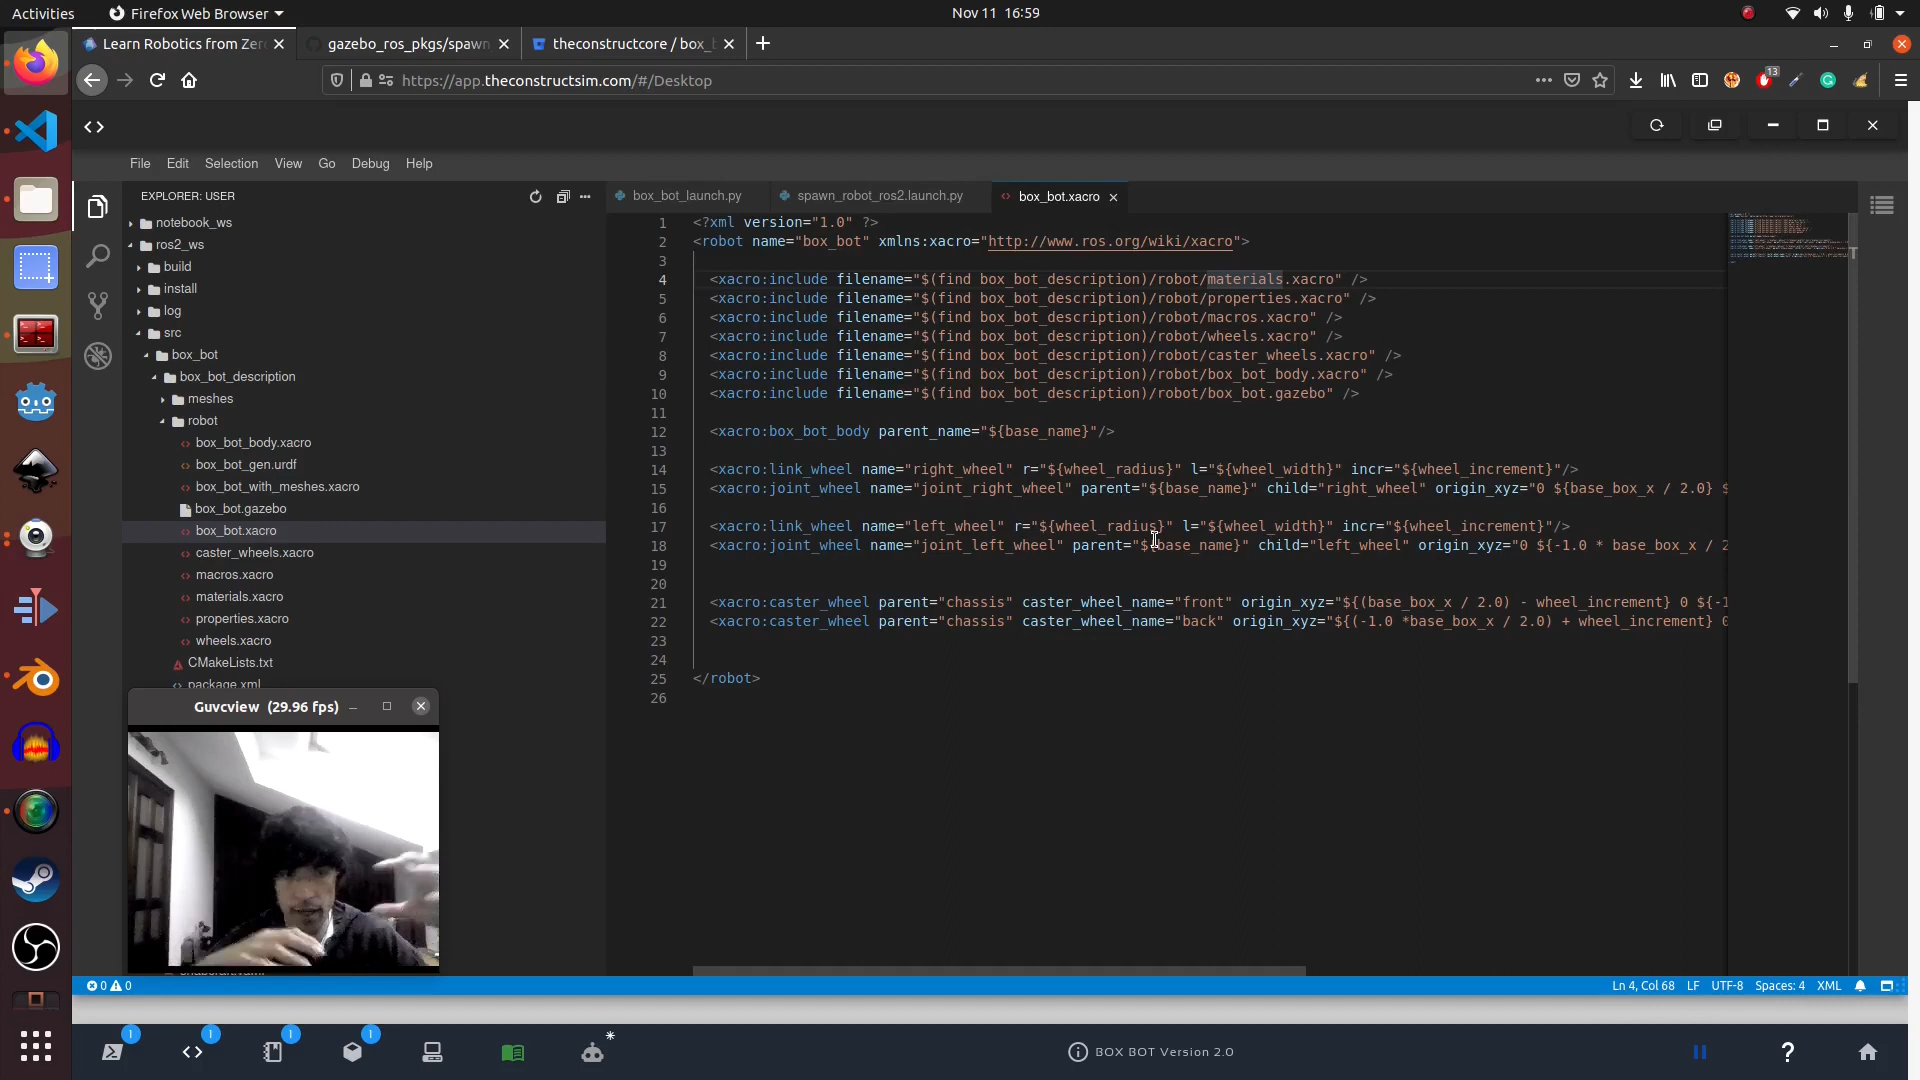 Activities
Firefox Web Browser
Nov 11 16:59
Learn Robotics from Zer
gazebo_ros_pkgs/spawn
theconstructcore / box_b
https://app.theconstructsim.com/#/Desktop
13
File Edit Selection View Go Debug Help
EXPLORER: USER
notebook_ws
ros2_ws
build
install
log
src
box_bot
box_bot_description
meshes
robot
box_bot_body.xacro
box_bot_gen.urdf
box_bot_with_meshes.xacro
box_bot.gazebo
box_bot.xacro
caster_wheels.xacro
macros.xacro
materials.xacro
properties.xacro
wheels.xacro
CMakeLists.txt
package.xml
Guvcview (29.96 fps)
box_bot_launch.py
spawn_robot_ros2.launch.py
box_bot.xacro
1 <?xml version="1.0" ?>
2 <robot name="box_bot" xmlns:xacro="http://www.ros.org/wiki/xacro">
3
4 <xacro:include filename="$(find box_bot_description)/robot/materials.xacro" />
5 <xacro:include filename="$(find box_bot_description)/robot/properties.xacro" />
6 <xacro:include filename="$(find box_bot_description)/robot/macros.xacro" />
7 <xacro:include filename="$(find box_bot_description)/robot/wheels.xacro" />
8 <xacro:include filename="$(find box_bot_description)/robot/caster_wheels.xacro" />
9 <xacro:include filename="$(find box_bot_description)/robot/box_bot_body.xacro" />
10 <xacro:include filename="$(find box_bot_description)/robot/box_bot.gazebo" />
11
12 <xacro:box_bot_body parent_name="${base_name}"/>
13
14 <xacro:link_wheel name="right_wheel" r="${wheel_radius}" l="${wheel_width}" incr="${wheel_increment}"/>
15 <xacro:joint_wheel name="joint_right_wheel" parent="${base_name}" child="right_wheel" origin_xyz="0 ${base_box_x / 2.0} $
16
17 <xacro:link_wheel name="left_wheel" r="${wheel_radius}" l="${wheel_width}" incr="${wheel_increment}"/>
18 <xacro:joint_wheel name="joint_left_wheel" parent="${base_name}" child="left_wheel" origin_xyz="0 ${-1.0 * base_box_x / 2
19
20
21 <xacro:caster_wheel parent="chassis" caster_wheel_name="front" origin_xyz="${(base_box_x / 2.0) - wheel_increment} 0 ${-1
22 <xacro:caster_wheel parent="chassis" caster_wheel_name="back" origin_xyz="${(-1.0 *base_box_x / 2.0) + wheel_increment} 0
23
24
25 </robot>
26
0 0
Ln 4, Col 68 LF UTF-8 Spaces: 4 XML
1 1 1 1
BOX BOT Version 2.0